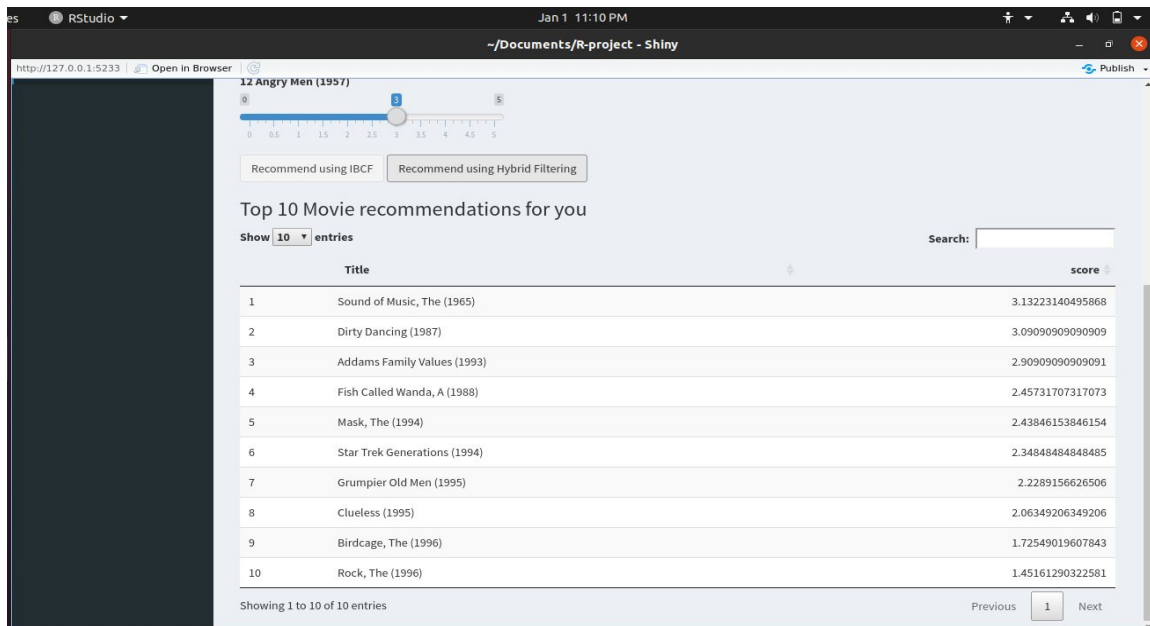 es RStudio Jan 1 11:10 PM
~/Documents/R-project - Shiny
http://127.0.0.1:5233 Open in Browser Publish
12 Angry Men (1957)
0 3 5
0 0.5 1 1.5 2 2.5 3 3.5 4 4.5 5
Recommend using IBCF Recommend using Hybrid Filtering
Top 10 Movie recommendations for you
Show 10 entries Search:
Title score
1 Sound of Music, The (1965) 3.13223140495868
2 Dirty Dancing (1987) 3.09090909090909
3 Addams Family Values (1993) 2.90909090909091
4 Fish Called Wanda, A (1988) 2.45731707317073
5 Mask, The (1994) 2.43846153846154
6 Star Trek Generations (1994) 2.34848484848485
7 Grumpier Old Men (1995) 2.2289156626506
8 Clueless (1995) 2.06349206349206
9 Birdcage, The (1996) 1.72549019607843
10 Rock, The (1996) 1.45161290322581
Showing 1 to 10 of 10 entries Previous 1 Next